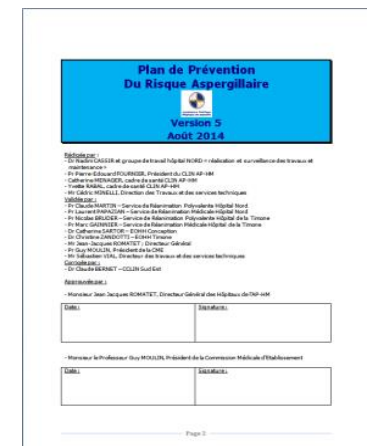 Plan de Prévention
Du Risque Aspergillaire
Version 5
Août 2014
Rédigée par :
- Dr Nadim CASSIR et groupe de travail hôpital NORD « réalisation et surveillance des travaux et
maintenance »
- Pr Pierre-Edouard FOURNIER, Président du CLIN AP-HM
- Catherine MENAGER, cadre de santé CLIN AP-HM
- Yvette RABAL, cadre de santé CLIN AP-HM
- Mr Cédric MINELLI, Direction des Travaux et des services techniques
Validée par :
- Pr Claude MARTIN – Service de Réanimation Polyvalente Hôpital Nord
- Pr Laurent PAPAZIAN – Service de Réanimation Médicale Hôpital Nord
- Pr Nicolas BRUDER – Service de Réanimation Polyvalente Hôpital de la Timone
- Pr Marc GAINNIER – Service de Réanimation Médicale Hôpital de la Timone
- Dr Catherine SARTOR – EOHH Conception
- Dr Christine ZANDOTTI – EOHH Timone
- Mr Jean-Jacques ROMATET ; Directeur Général
- Pr Guy MOULIN, Président de la CME
- Mr Sébastien VIAL, Directeur des travaux et des services techniques
Corrigée par :
- Dr Claude BERNET – CCLIN Sud Est
Approuvée par :
- Monsieur Jean Jacques ROMATET, Directeur Général des Hôpitaux de l'AP-HM
Date : Signature :
- Monsieur le Professeur Guy MOULIN, Président de la Commission Médicale d'Etablissement
Date : Signature :